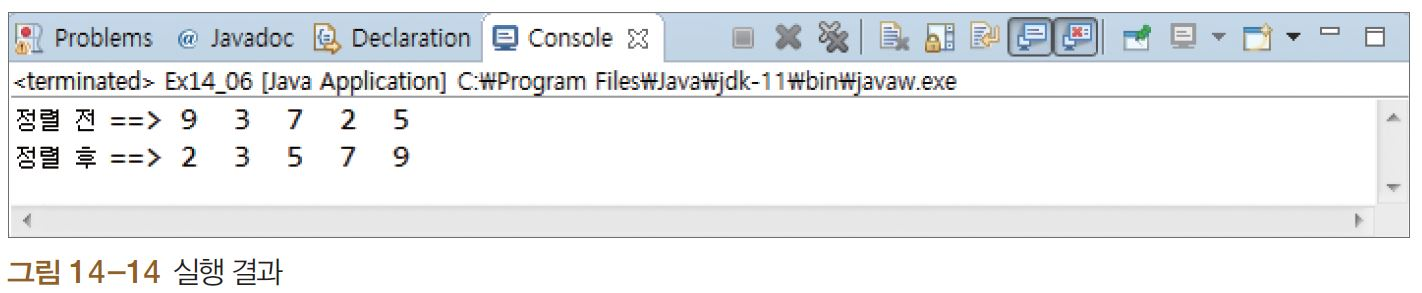 Problems @ Javadoc Declaration Console
<terminated> Ex14_06 [Java Application] C:₩Program Files₩Java₩jdk-11₩bin₩javaw.exe
정렬 전 ==> 9 3 7 2 5
정렬 후 ==> 2 3 5 7 9
그림 14-14 실행 결과